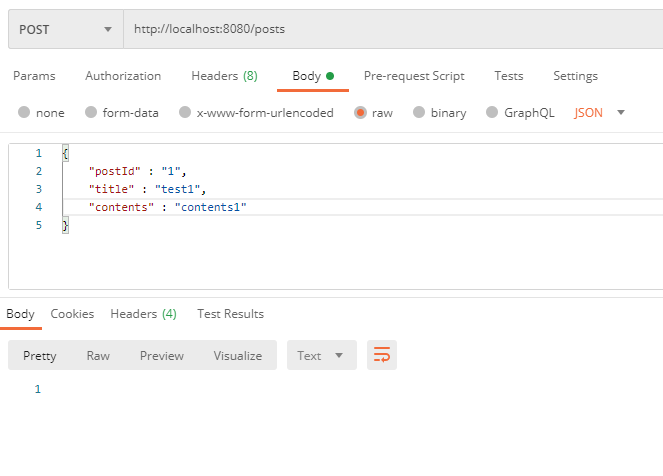 POST http://localhost:8080/posts
Params Authorization Headers (8) Body Pre-request Script Tests Settings
none form-data x-www-form-urlencoded raw binary GraphQL JSON
1 {
2 "postId" : "1",
3 "title" : "test1",
4 "contents" : "contents1"
5 }
Body Cookies Headers (4) Test Results
Pretty Raw Preview Visualize Text
1